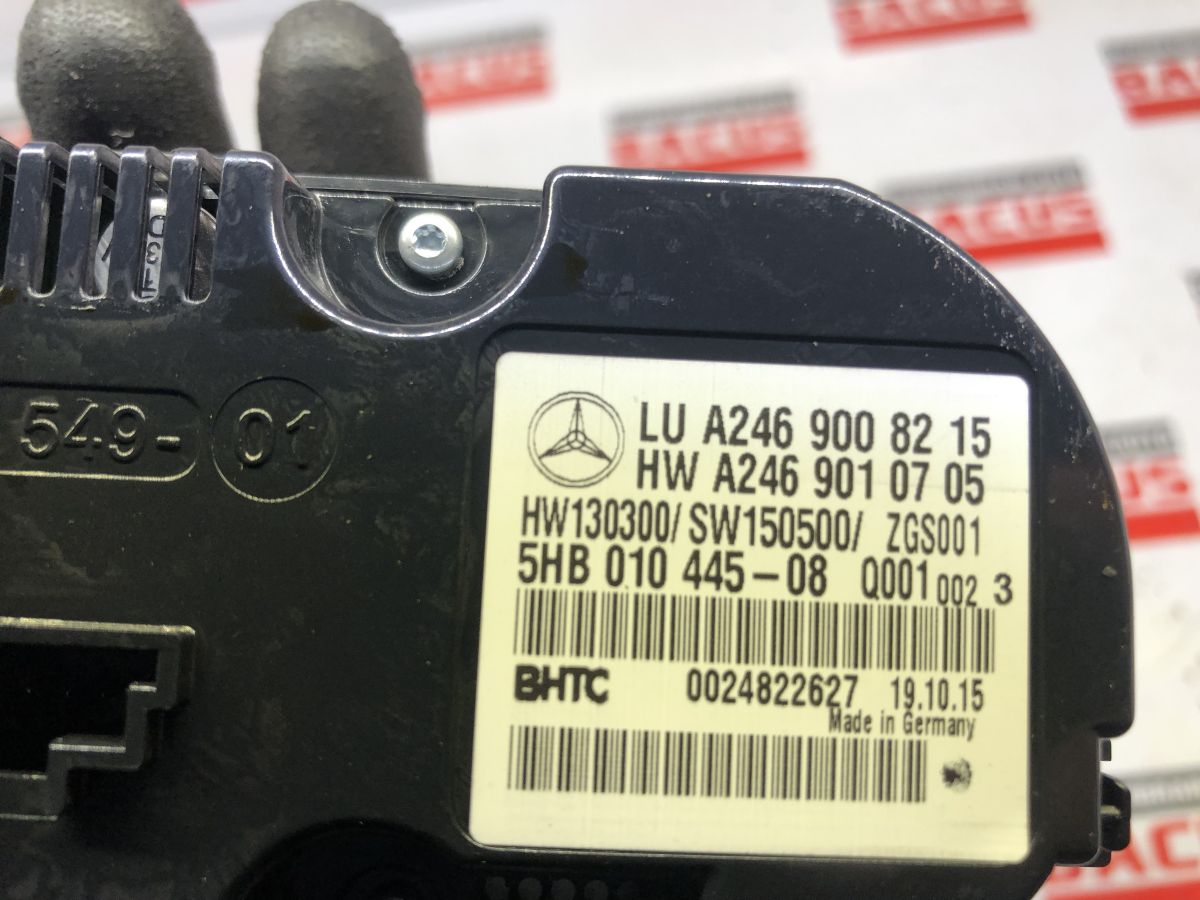 549- 01
LU A246 900 82 15
HW A246 901 07 05
HW130300/ SW150500/ ZGS001
5HB 010 445-08 Q001 002 3
BHTC 0024822627 19.10.15
Made in Germany
BACUS